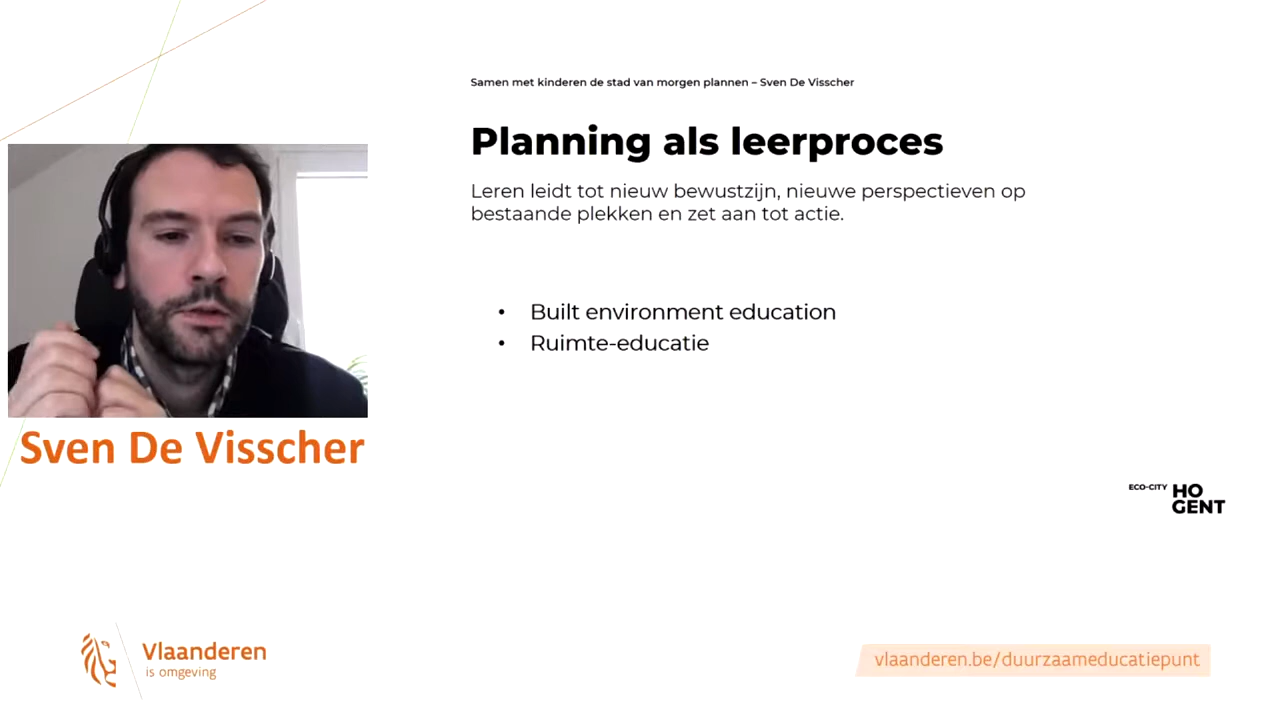 Samen met kinderen de stad van morgen plannen – Sven De Visscher
Planning als leerproces
Leren leidt tot nieuw bewustzijn, nieuwe perspectieven op
bestaande plekken en zet aan tot actie.
• Built environment education
• Ruimte-educatie
Sven De Visscher
ECO-CITY HO
GENT
Vlaanderen
is omgeving
vlaanderen.be/duurzaameducatiepunt